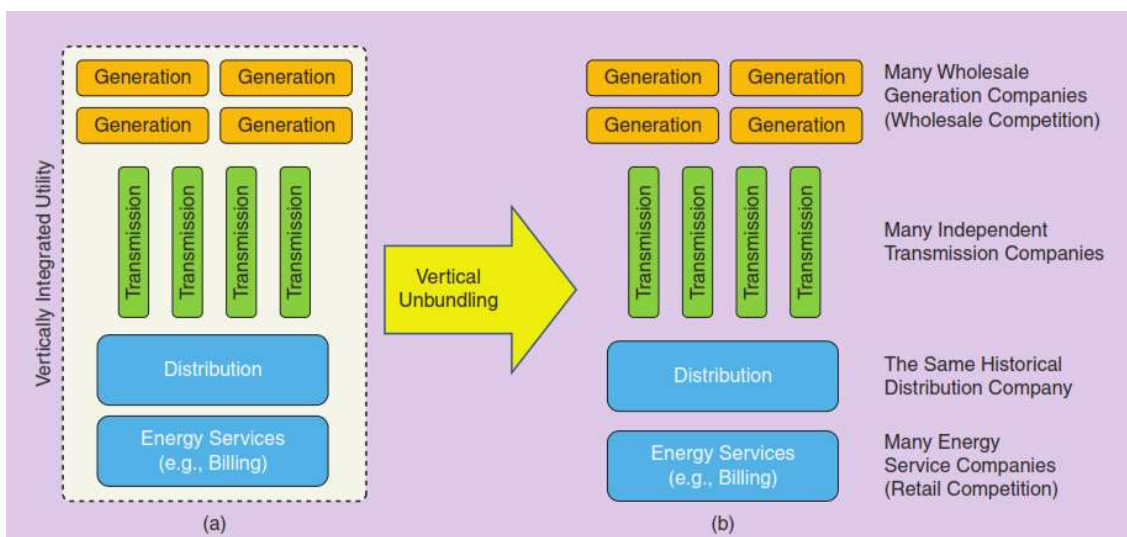 Vertically Integrated Utility
Generation
Generation
Generation
Generation
Transmission
Transmission
Transmission
Transmission
Distribution
Energy Services
(e.g., Billing)
(a)
Vertical
Unbundling
Generation
Generation
Generation
Generation
Transmission
Transmission
Transmission
Transmission
Distribution
Energy Services
(e.g., Billing)
(b)
Many Wholesale
Generation Companies
(Wholesale Competition)
Many Independent
Transmission Companies
The Same Historical
Distribution Company
Many Energy
Service Companies
(Retail Competition)